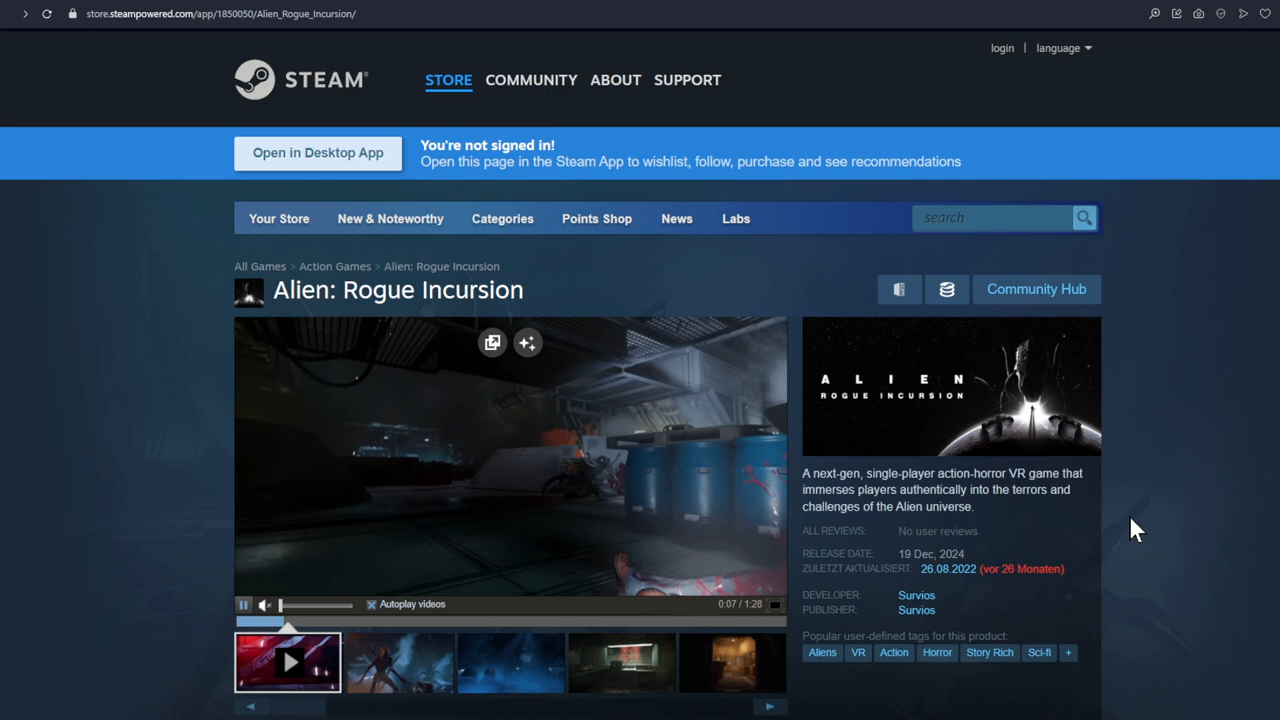 store.steampowered.com/app/1850050/Alien_Rogue_Incursion/
login | language
STEAM®
STORE COMMUNITY ABOUT SUPPORT
Open in Desktop App
You're not signed in!
Open this page in the Steam App to wishlist, follow, purchase and see recommendations
Your Store New & Noteworthy Categories Points Shop News Labs search
All Games > Action Games > Alien: Rogue Incursion
Alien: Rogue Incursion
Community Hub
ALIEN
ROGUE INCURSION
A next-gen, single-player action-horror VR game that
immerses players authentically into the terrors and
challenges of the Alien universe.
ALL REVIEWS: No user reviews
RELEASE DATE: 19 Dec, 2024
ZULETZT AKTUALISIERT: 26.08.2022 (vor 26 Monaten)
DEVELOPER: Survios
PUBLISHER: Survios
Autoplay videos 0:07 / 1:28
Popular user-defined tags for this product:
Aliens VR Action Horror Story Rich Sci-fi +